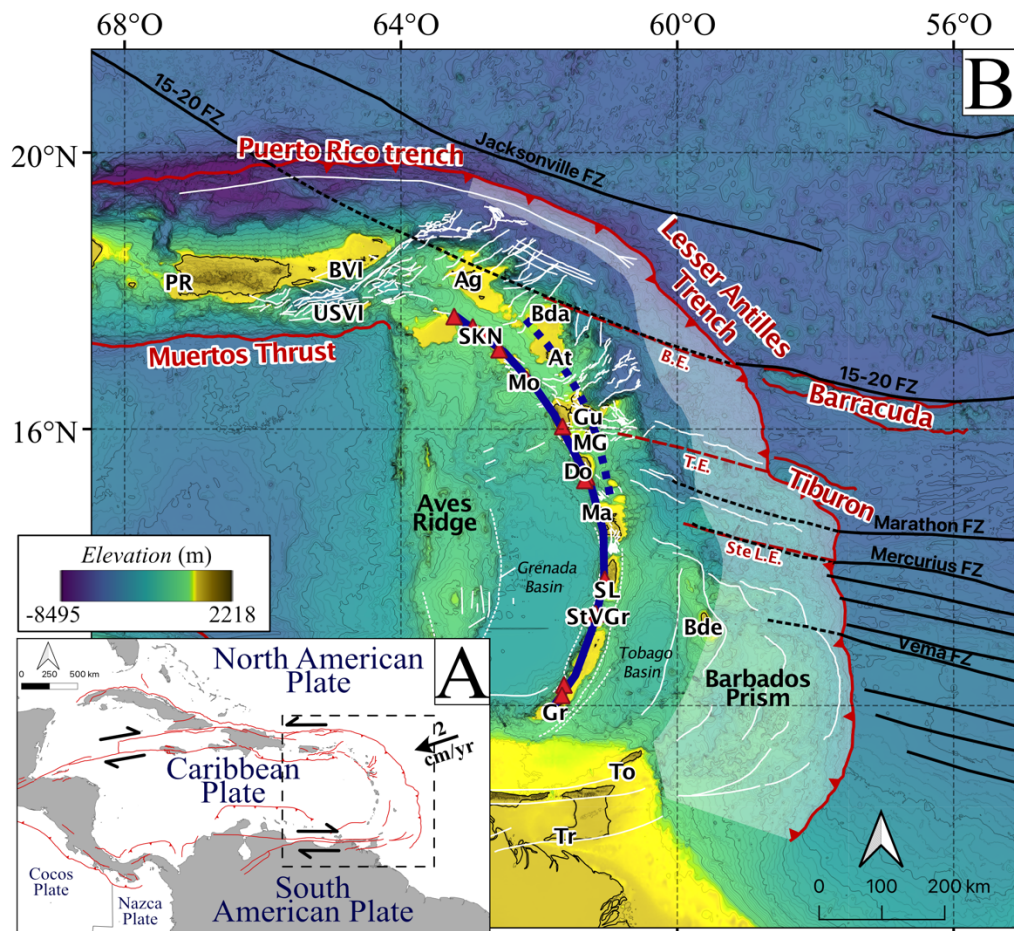 68°O
64°O
60°O
56°O
B
15-20 FZ
Jacksonville FZ
20°N
Puerto Rico trench
Lesser Antilles
Trench
PR
BVI
USVI
Ag
Bda
SKN
At
Muertos Thrust
Mo
B.E.
15-20 FZ
Barracuda
16°N
Gu
MG
T.E.
Do
Tiburon
Aves
Ridge
Ma
Marathon FZ
Ste L.E.
Mercurius FZ
Elevation (m)
-8495
2218
Grenada
Basin
SL
StVGr
Bde
Vema FZ
Tobago
Basin
Barbados
Prism
Gr
To
Tr
0
100
200 km
A
0
250
500 km
North American
Plate
~2
cm/yr
Caribbean
Plate
Cocos
Plate
Nazca
Plate
South
American Plate